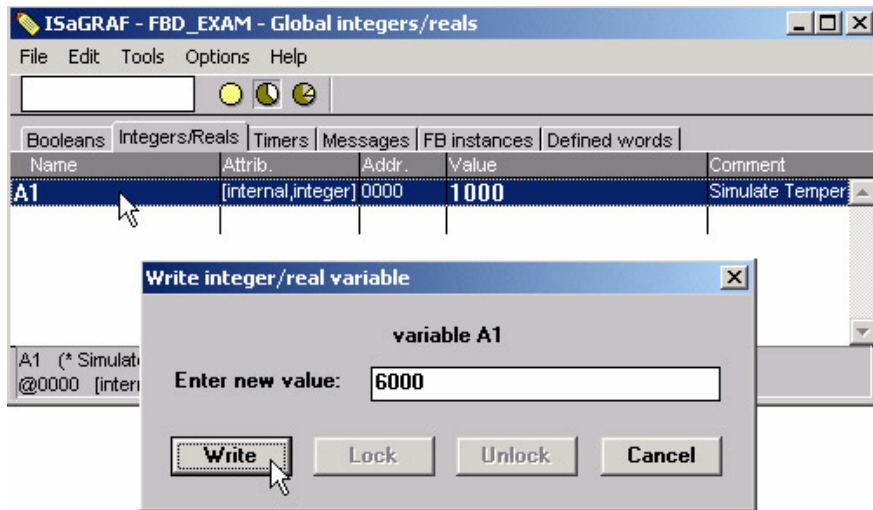 ISaGRAF - FBD_EXAM - Global integers/reals
File Edit Tools Options Help
Booleans Integers/Reals Timers Messages FB instances Defined words
Name Attrib. Addr. Value Comment
A1 [internal,integer] 0000 1000 Simulate Temper
Write integer/real variable
variable A1
A1 (* Simulat
@0000 [inter
Enter new value: 6000
Write Lock Unlock Cancel